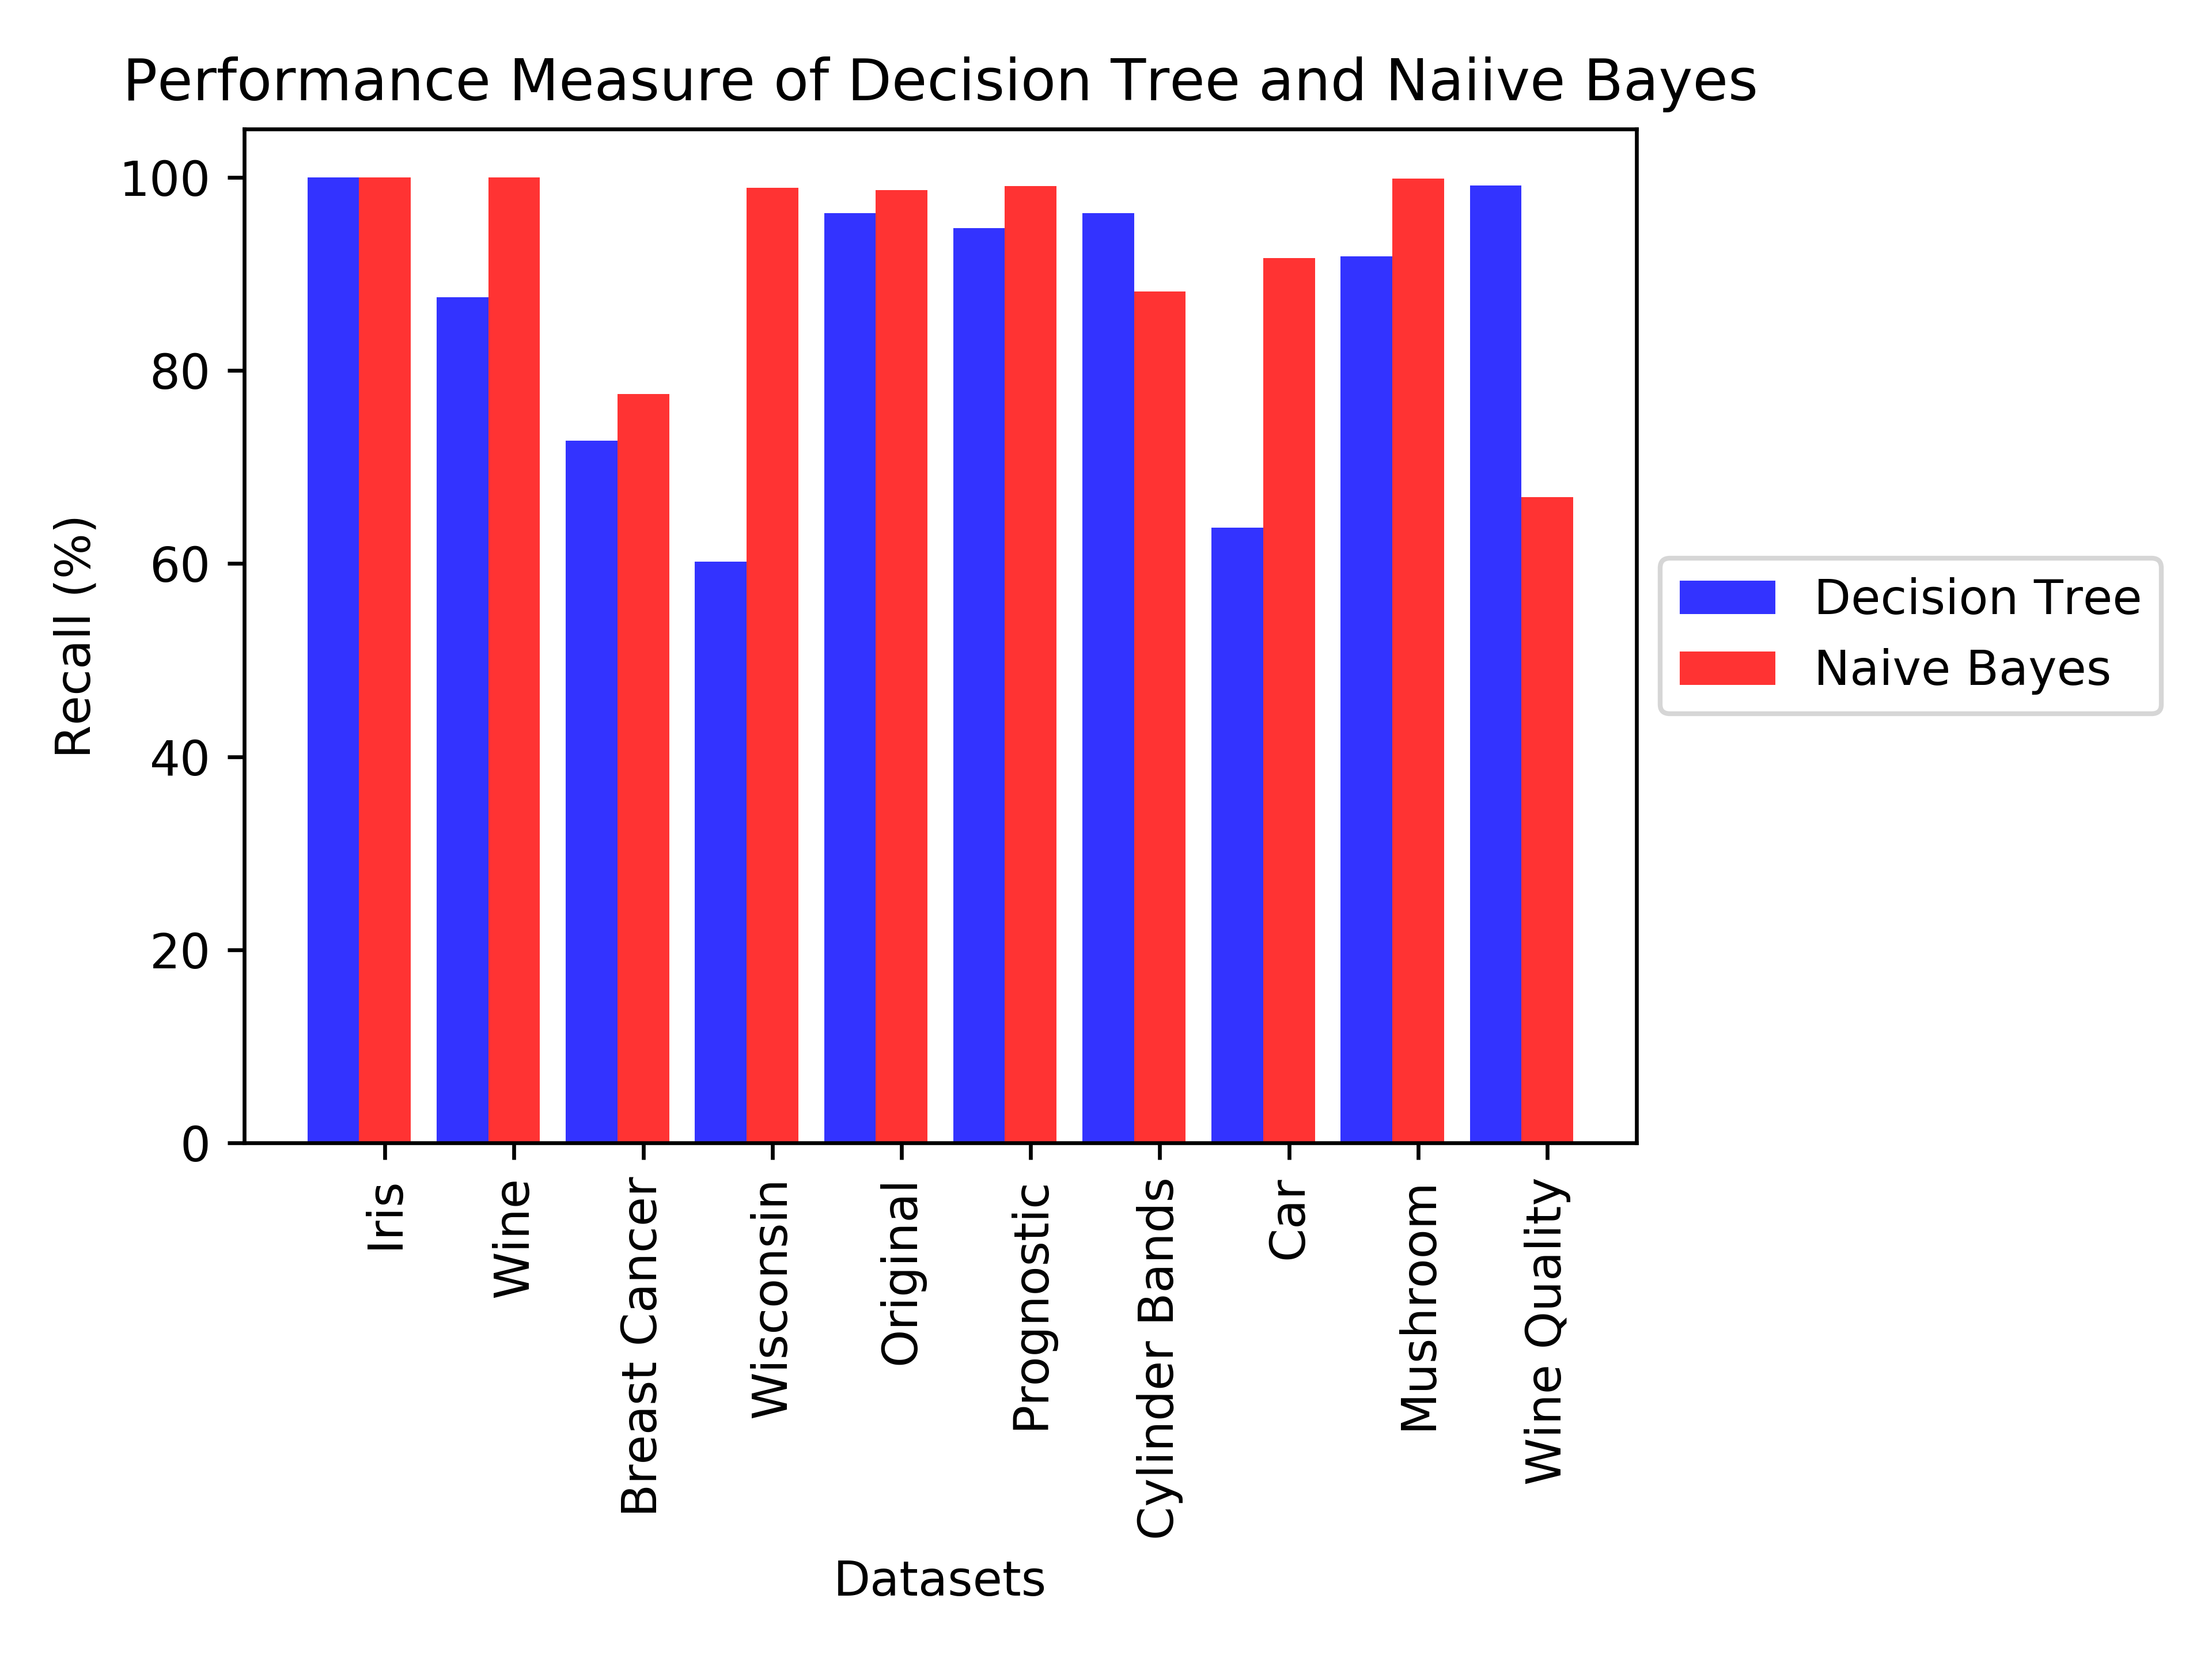 Performance Measure of Decision Tree and Naiive Bayes
100
80
60
40
20
0
Recall (%)
Decision Tree
Naive Bayes
Iris
Wine
Breast Cancer
Wisconsin
Original
Prognostic
Cylinder Bands
Car
Mushroom
Wine Quality
Datasets